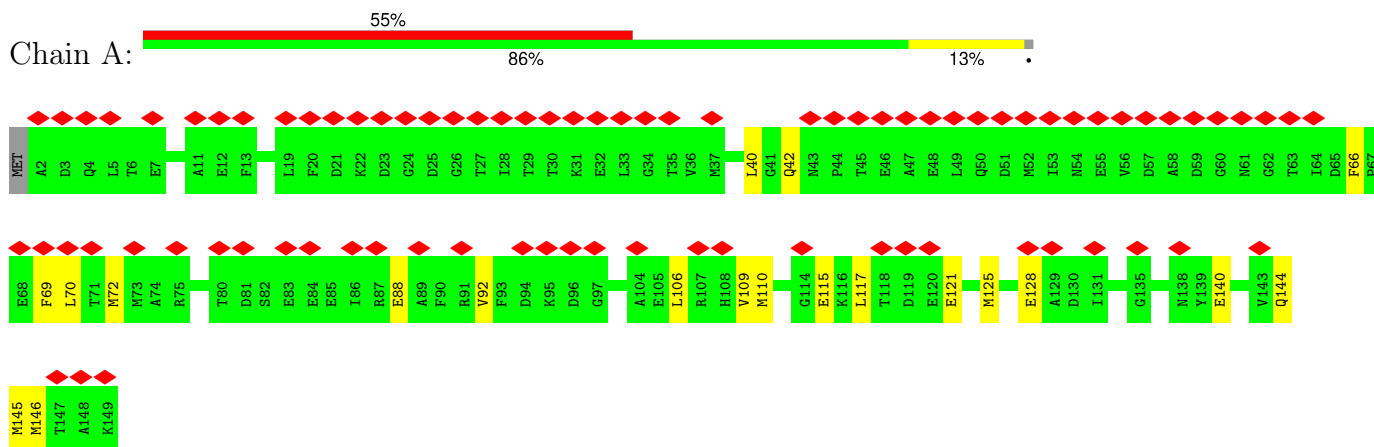 55%
Chain A:
86% 13% •
MET A2 D3 Q4 L5 T6 E7 A11 E12 F13 L19 F20 D21 K22 D23 G24 D25 G26 T27 I28 T29 T30 K31 E32 L33 G34 T35 V36 M37 L40 G41 Q42 N43 P44 T45 E46 A47 E48 L49 Q50 D51 M52 I53 N54 E55 V56 D57 A58 D59 G60 N61 G62 T63 I64 D65 F66 P67
E68 F69 L70 T71 M72 W73 A74 R75 T80 D81 S82 E83 E84 E85 I86 R87 E88 A89 F90 R91 V92 F93 D94 K95 D96 G97 A104 E105 L106 R107 H108 V109 M110 G114 E115 K116 L117 T118 D119 E120 E121 M125 E128 A129 D130 T131 G135 N138 Y139 E140 V143 Q144
M145 M146 T147 A148 K149